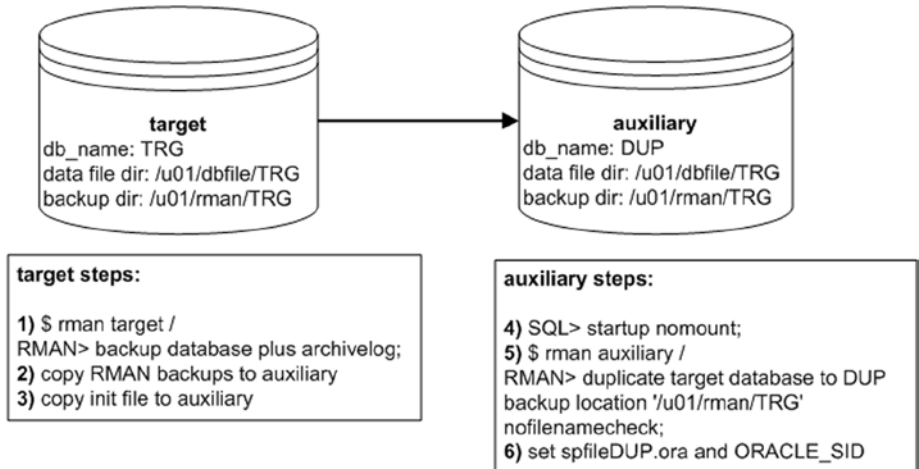 target
db_name: TRG
data file dir: /u01/dbfile/TRG
backup dir: /u01/rman/TRG
auxiliary
db_name: DUP
data file dir: /u01/dbfile/TRG
backup dir: /u01/rman/TRG
target steps:
1) $ rman target /
RMAN> backup database plus archivelog;
2) copy RMAN backups to auxiliary
3) copy init file to auxiliary
auxiliary steps:
4) SQL> startup nomount;
5) $ rman auxiliary /
RMAN> duplicate target database to DUP
backup location '/u01/rman/TRG'
nofilenamecheck;
6) set spfileDUP.ora and ORACLE_SID